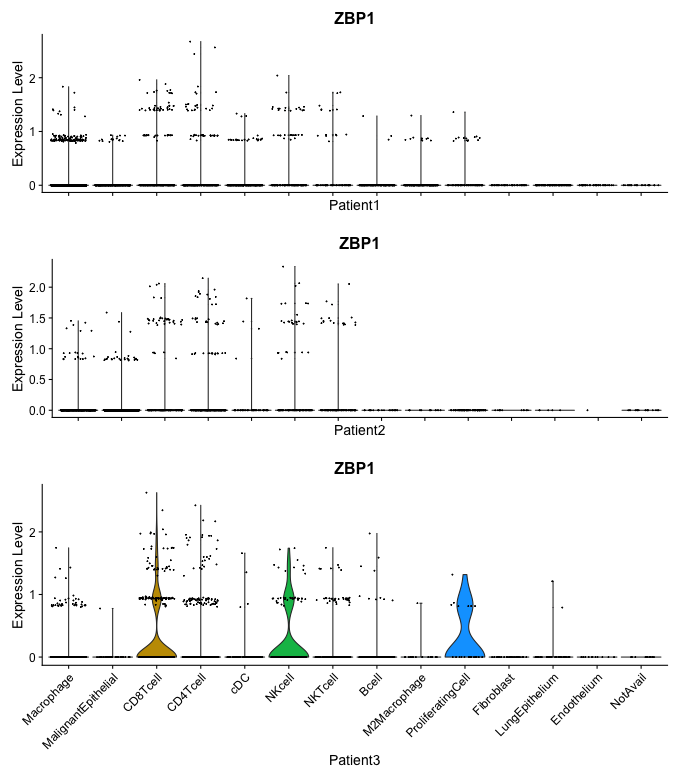 ZBP1
Expression Level
2
1
0
Patient1
ZBP1
Expression Level
2.0
1.5
1.0
0.5
0.0
Patient2
ZBP1
Expression Level
2
1
0
Macrophage
MalignantEpithelial
CD8Tcell
CD4Tcell
cDC
NKcell
NKTcell
Bcell
M2Macrophage
ProliferatingCell
Fibroblast
LungEpithelium
Endothelium
NotAvail
Patient3